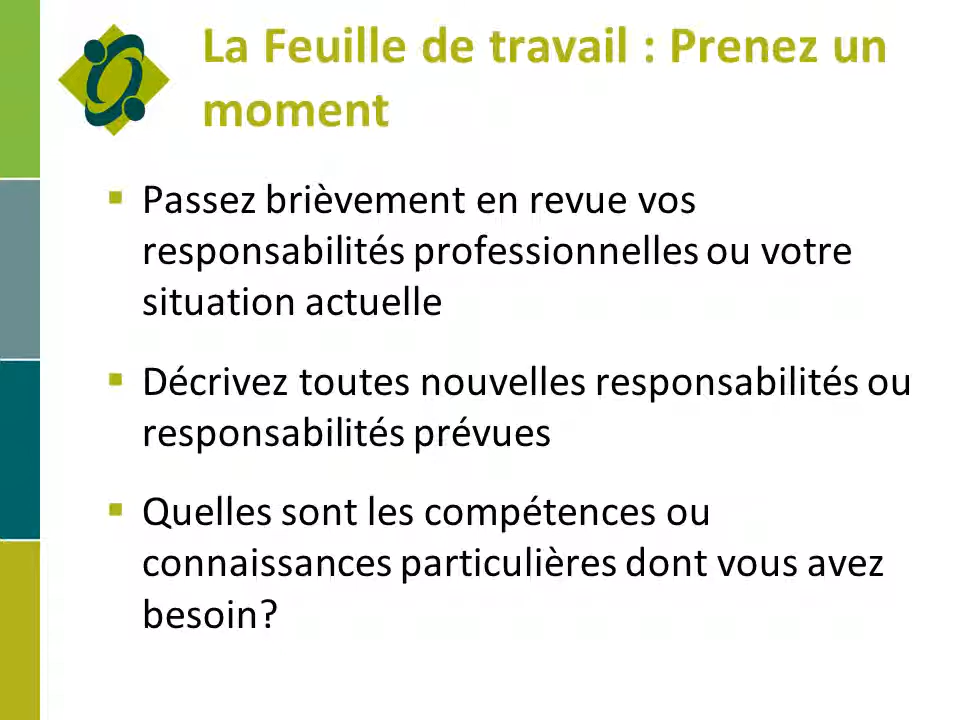 La Feuille de travail : Prenez un
moment
Passez brièvement en revue vos
responsabilités professionnelles ou votre
situation actuelle
Décrivez toutes nouvelles responsabilités ou
responsabilités prévues
Quelles sont les compétences ou
connaissances particulières dont vous avez
besoin?